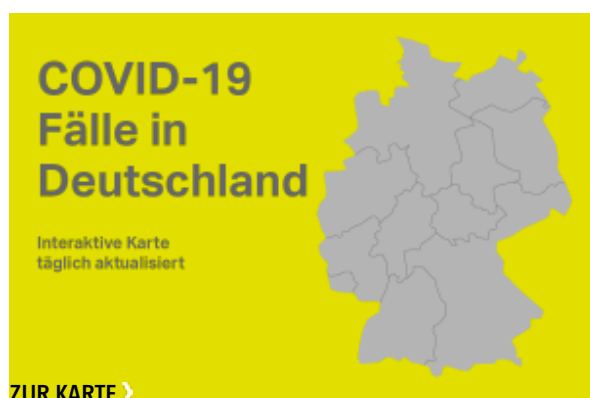 COVID-19
Fälle in
Deutschland
Interaktive Karte
täglich aktualisiert
ZUR KARTE